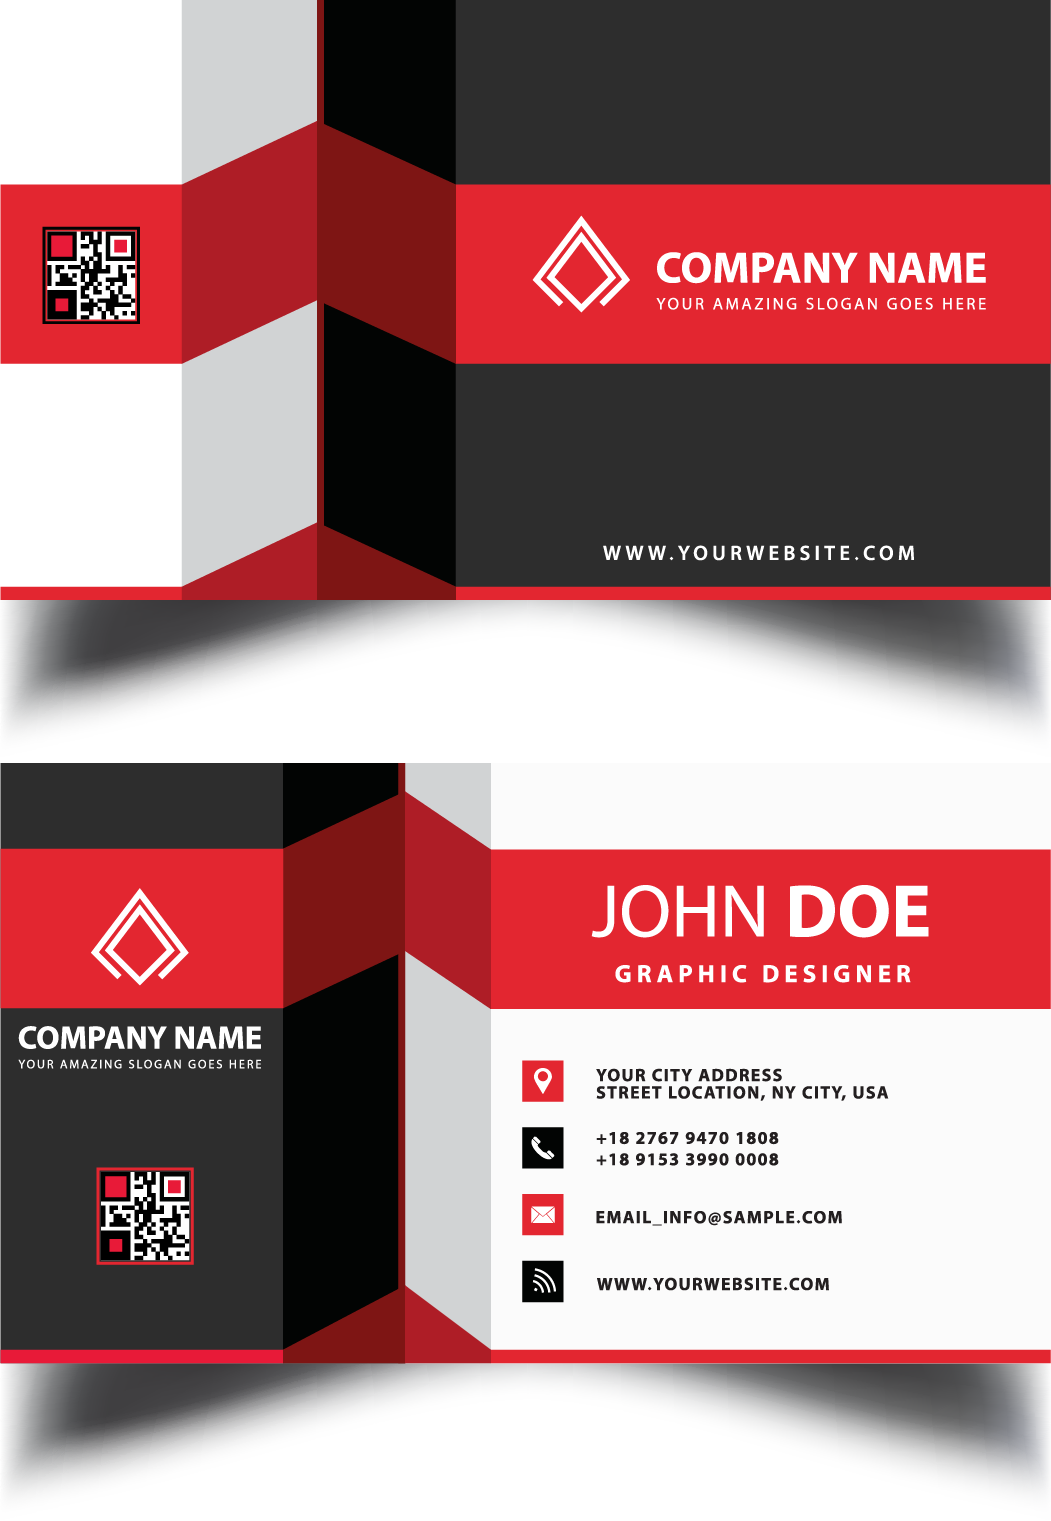 COMPANY NAME
YOUR AMAZING SLOGAN GOES HERE
WWW.YOURWEBSITE.COM
COMPANY NAME
YOUR AMAZING SLOGAN GOES HERE
JOHN DOE
GRAPHIC DESIGNER
YOUR CITY ADDRESS
STREET LOCATION, NY CITY, USA
+18 2767 9470 1808
+18 9153 3990 0008
EMAIL_INFO@SAMPLE.COM
WWW.YOURWEBSITE.COM